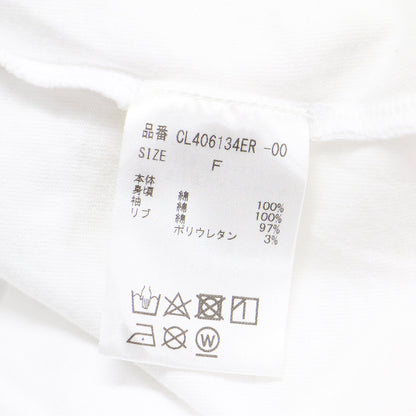 品番 CL406134ER -00
SIZE F
本体
身頃 綿 100%
袖 綿 100%
リブ 綿 97%
ポリウレタン 3%
W